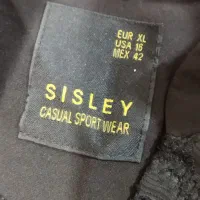 EUR XL
USA 16
MEX 42
SISLEY
CASUAL SPORT WEAR